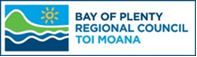 BAY OF PLENTY
REGIONAL COUNCIL
TOI MOANA